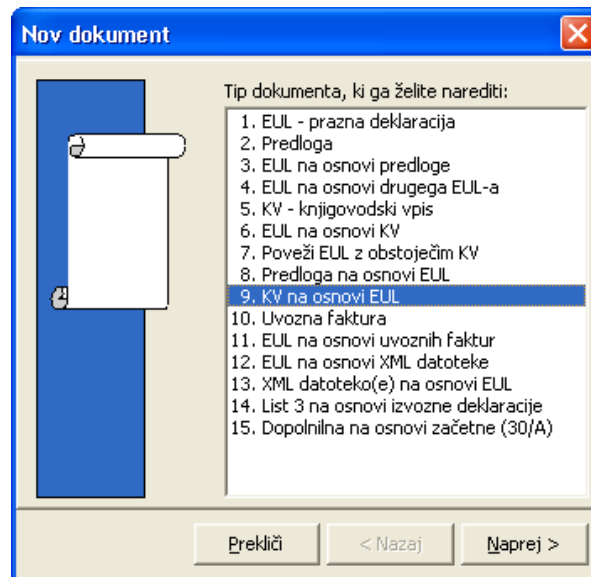 Nov dokument
Tip dokumenta, ki ga želite narediti:
1. EUL - prazna deklaracija
2. Predloga
3. EUL na osnovi predloge
4. EUL na osnovi drugega EUL-a
5. KV - knjigovodski vpis
6. EUL na osnovi KV
7. Poveži EUL z obstoječim KV
8. Predloga na osnovi EUL
9. KV na osnovi EUL
10. Uvozna faktura
11. EUL na osnovi uvoznih faktur
12. EUL na osnovi XML datoteke
13. XML datoteko(e) na osnovi EUL
14. List 3 na osnovi izvozne deklaracije
15. Dopolnilna na osnovi začetne (30/A)
Prekliči
< Nazaj
Naprej >